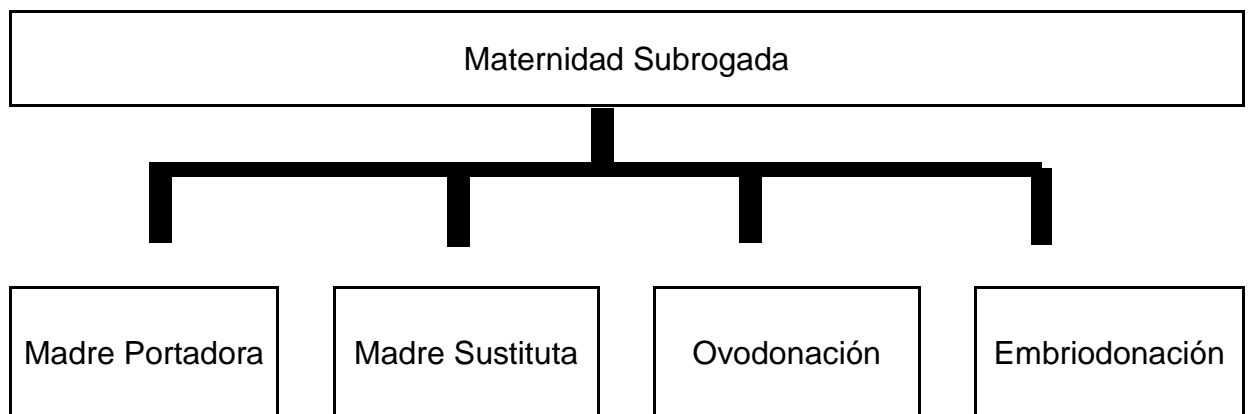 Maternidad Subrogada
Madre Portadora
Madre Sustituta
Ovodonación
Embriodonación